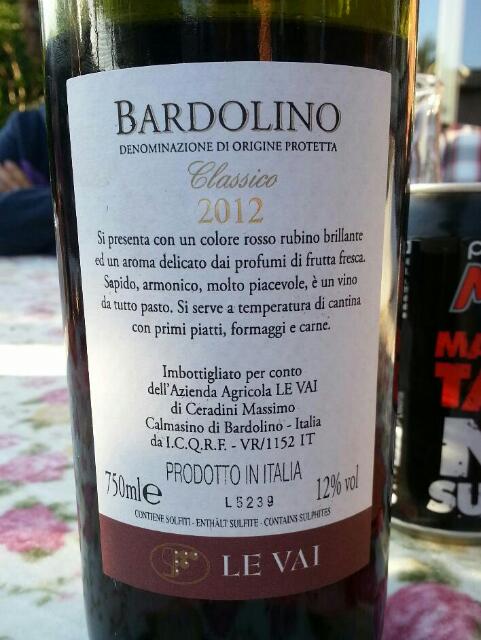 BARDOLINO
DENOMINAZIONE DI ORIGINE PROTETTA
Classico
2012
Si presenta con un colore rosso rubino brillante
ed un aroma delicato dai profumi di frutta fresca.
Sapido, armonico, molto piacevole, è un vino
da tutto pasto. Si serve a temperatura di cantina
con primi piatti, formaggi e carne.
Imbottigliato per conto
dell'Azienda Agricola LE VAI
di Ceradini Massimo
Calmasino di Bardolino - Italia
da I.C.Q.R.F. - VR/1152 IT
PRODOTTO IN ITALIA
750ml e L5239 12% vol
CONTIENE SOLFITI - ENTHÄLT SULFITE - CONTAINS SULPHITES
LE VAI